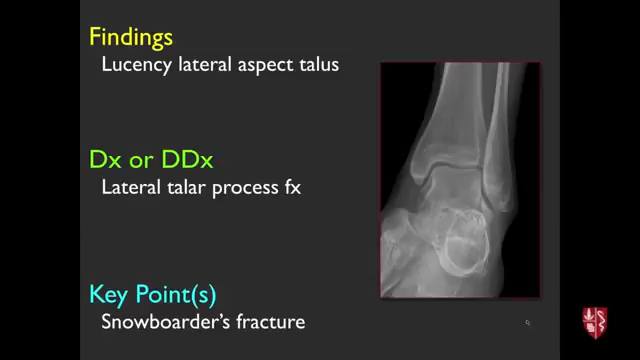 Findings
Lucency lateral aspect talus
Dx or DDx
Lateral talar process fx
Key Point(s)
Snowboarder's fracture